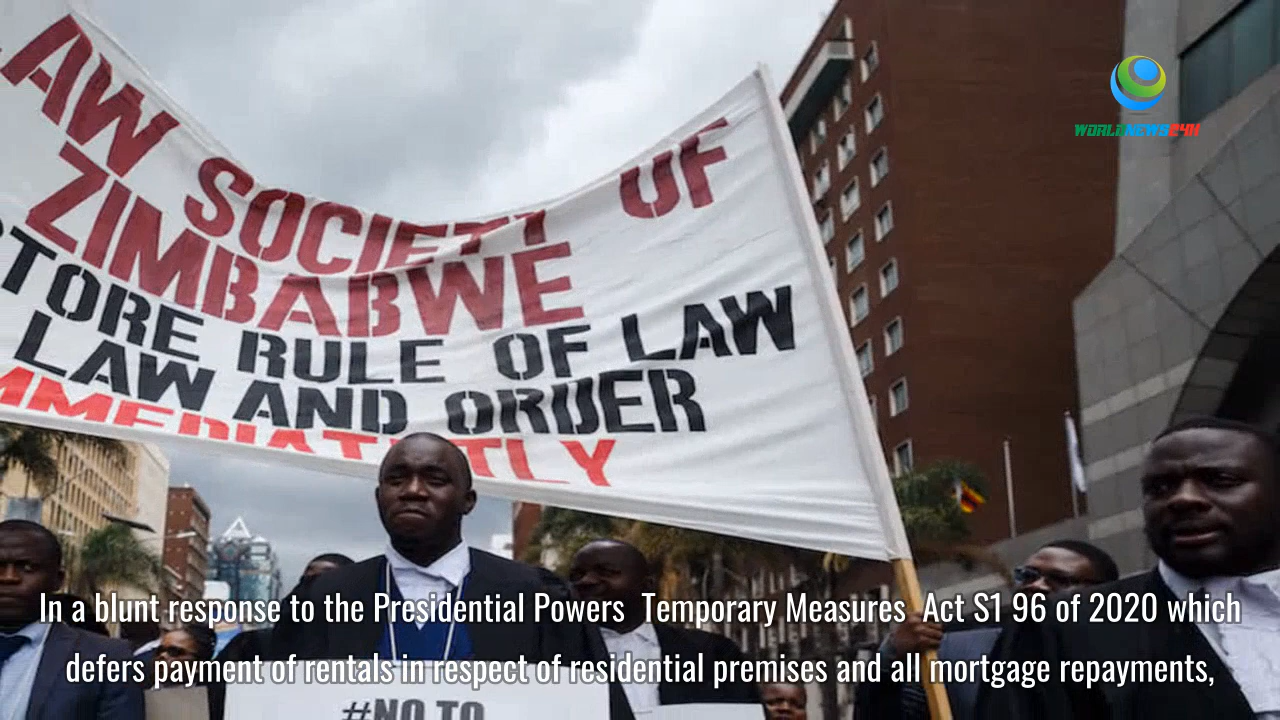 WORLDNEWS24H
LAW SOCIETY OF
ZIMBABWE
TORE RULE OF LAW
LAW AND ORDER
MMEDIATELY
In a blunt response to the Presidential Powers Temporary Measures Act S1 96 of 2020 which
defers payment of rentals in respect of residential premises and all mortgage repayments,
#NO TO